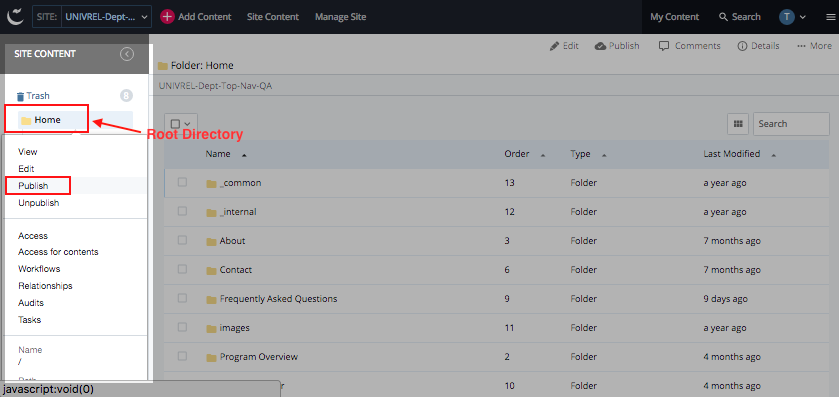 SITE: UNIVREL-Dept-... Add Content Site Content Manage Site My Content Search T
SITE CONTENT
Edit Publish Comments Details More
Folder: Home
UNIVREL-Dept-Top-Nav-QA
Trash 8
Home
Root Directory
Search
Name Order Type Last Modified
_common 13 Folder a year ago
_internal 12 Folder a year ago
About 3 Folder 7 months ago
Contact 6 Folder 7 months ago
Frequently Asked Questions 9 Folder 9 days ago
images 11 Folder a year ago
Program Overview 2 Folder 4 months ago
10 Folder 4 months ago
View
Edit
Publish
Unpublish
Access
Access for contents
Workflows
Relationships
Audits
Tasks
Name
/
javascript:void(0)